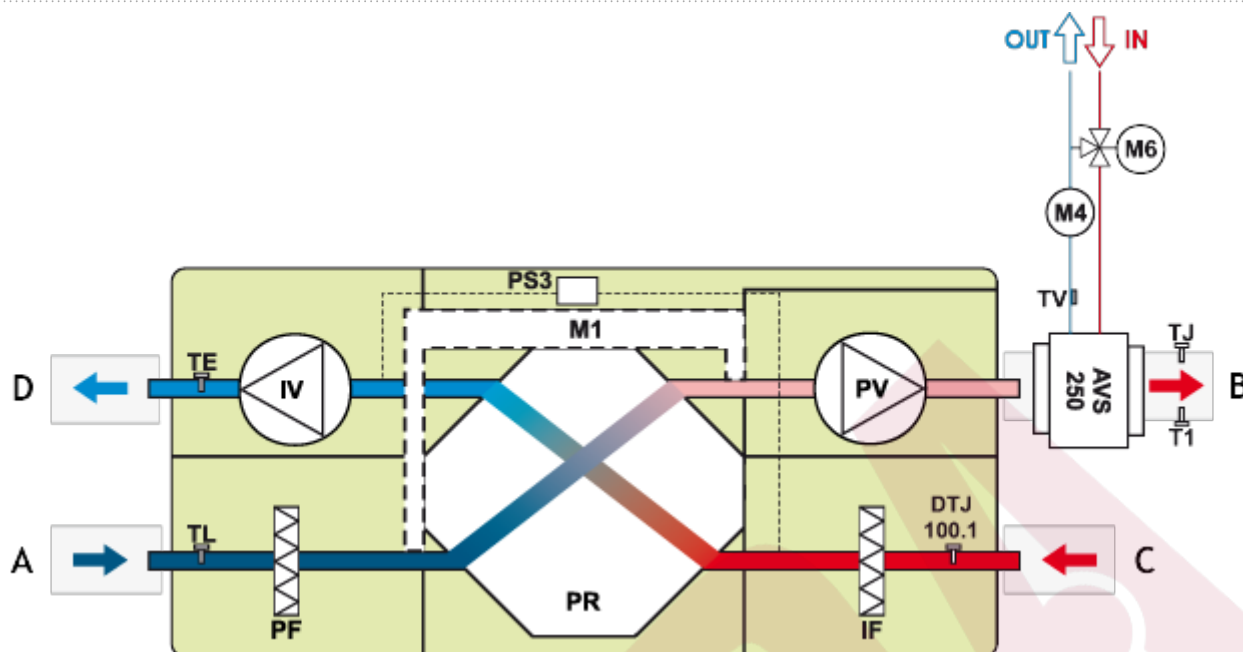 OUT IN
M6
M4
PS3
TV
M1
TJ
TE
D
IV
PV
AVS
250
B
T1
DTJ
100.1
TL
A
C
PR
PF
IF